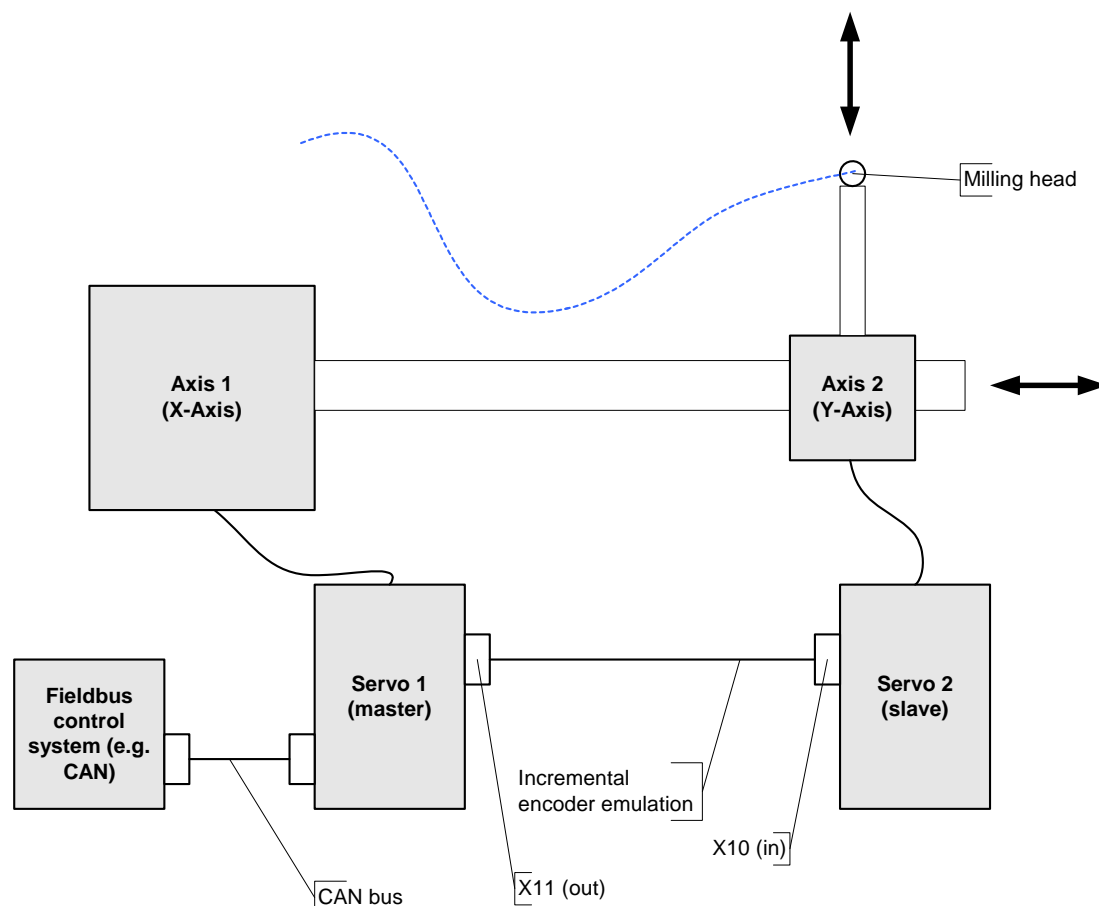 Milling head
Axis 1
(X-Axis)
Axis 2
(Y-Axis)
Servo 1
(master)
Servo 2
(slave)
Fieldbus
control
system (e.g.
CAN)
Incremental
encoder emulation
X10 (in)
X11 (out)
CAN bus